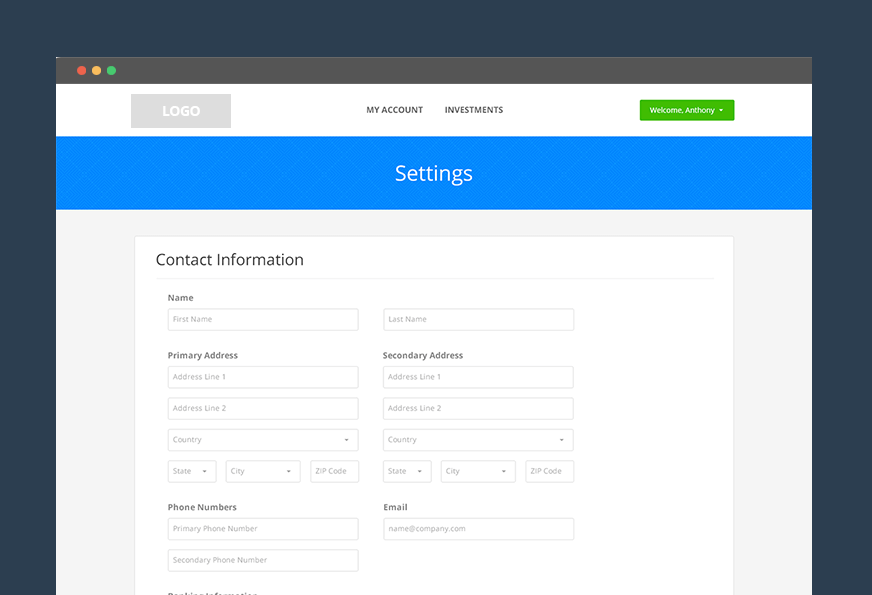 LOGO
MY ACCOUNT INVESTMENTS
Welcome, Anthony
Settings
Contact Information
Name
First Name Last Name
Primary Address Secondary Address
Address Line 1 Address Line 1
Address Line 2 Address Line 2
Country Country
State City ZIP Code State City ZIP Code
Phone Numbers Email
Primary Phone Number name@company.com
Secondary Phone Number
Banking Information